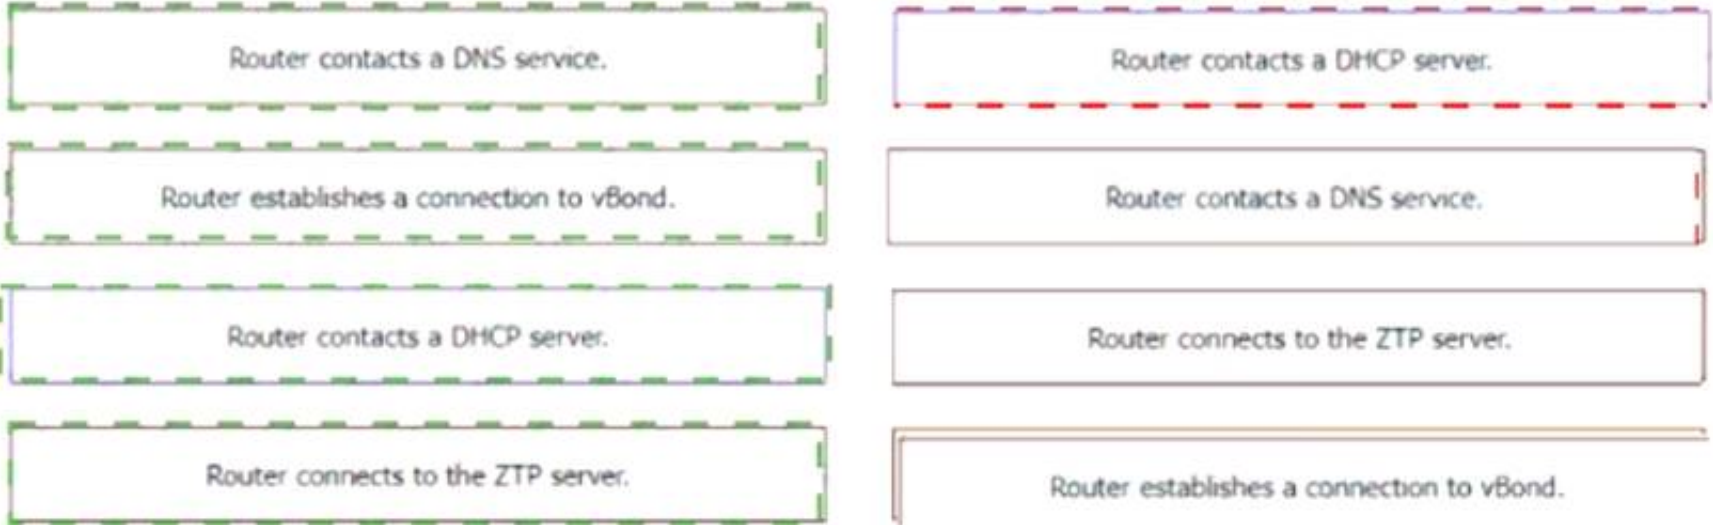 Router contacts a DNS service.
Router establishes a connection to vBond.
Router contacts a DHCP server.
Router connects to the ZTP server.
Router contacts a DHCP server.
Router contacts a DNS service.
Router connects to the ZTP server.
Router establishes a connection to vBond.